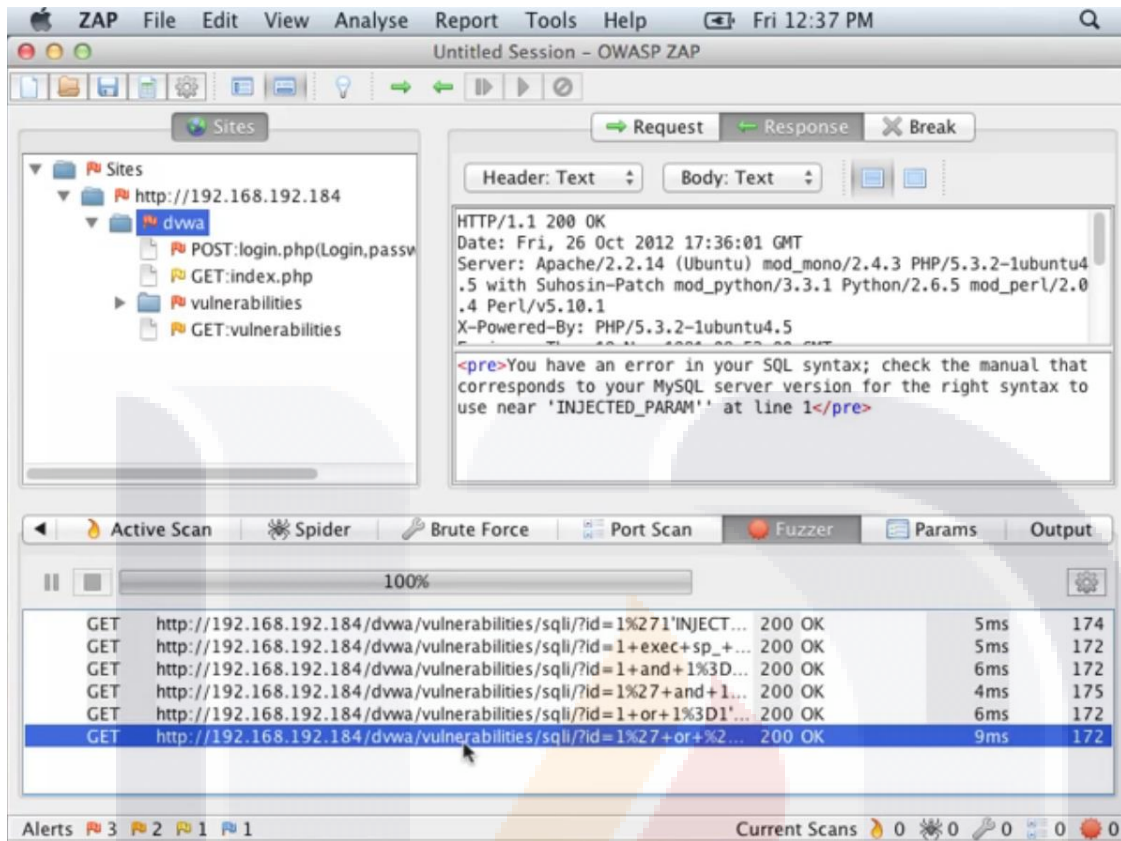 ZAP File Edit View Analyse Report Tools Help Fri 12:37 PM
Untitled Session – OWASP ZAP
Sites
Request Response Break
Header: Text Body: Text
Sites
http://192.168.192.184
dvwa
POST:login.php(Login,passw
GET:index.php
vulnerabilities
GET:vulnerabilities
HTTP/1.1 200 OK
Date: Fri, 26 Oct 2012 17:36:01 GMT
Server: Apache/2.2.14 (Ubuntu) mod_mono/2.4.3 PHP/5.3.2-1ubuntu4
.5 with Suhosin-Patch mod_python/3.3.1 Python/2.6.5 mod_perl/2.0
.4 Perl/v5.10.1
X-Powered-By: PHP/5.3.2-1ubuntu4.5
<pre>You have an error in your SQL syntax; check the manual that
corresponds to your MySQL server version for the right syntax to
use near 'INJECTED_PARAM'' at line 1</pre>
Active Scan Spider Brute Force Port Scan Fuzzer Params Output
100%
GET http://192.168.192.184/dvwa/vulnerabilities/sqli/?id=1%271'INJECT... 200 OK 5ms 174
GET http://192.168.192.184/dvwa/vulnerabilities/sqli/?id=1+exec+sp_+... 200 OK 5ms 172
GET http://192.168.192.184/dvwa/vulnerabilities/sqli/?id=1+and+1%3D... 200 OK 6ms 172
GET http://192.168.192.184/dvwa/vulnerabilities/sqli/?id=1%27+and+1... 200 OK 4ms 175
GET http://192.168.192.184/dvwa/vulnerabilities/sqli/?id=1+or+1%3D1'... 200 OK 6ms 172
GET http://192.168.192.184/dvwa/vulnerabilities/sqli/?id=1%27+or+%2... 200 OK 9ms 172
Alerts 3 2 1 1 Current Scans 0 0 0 0 0